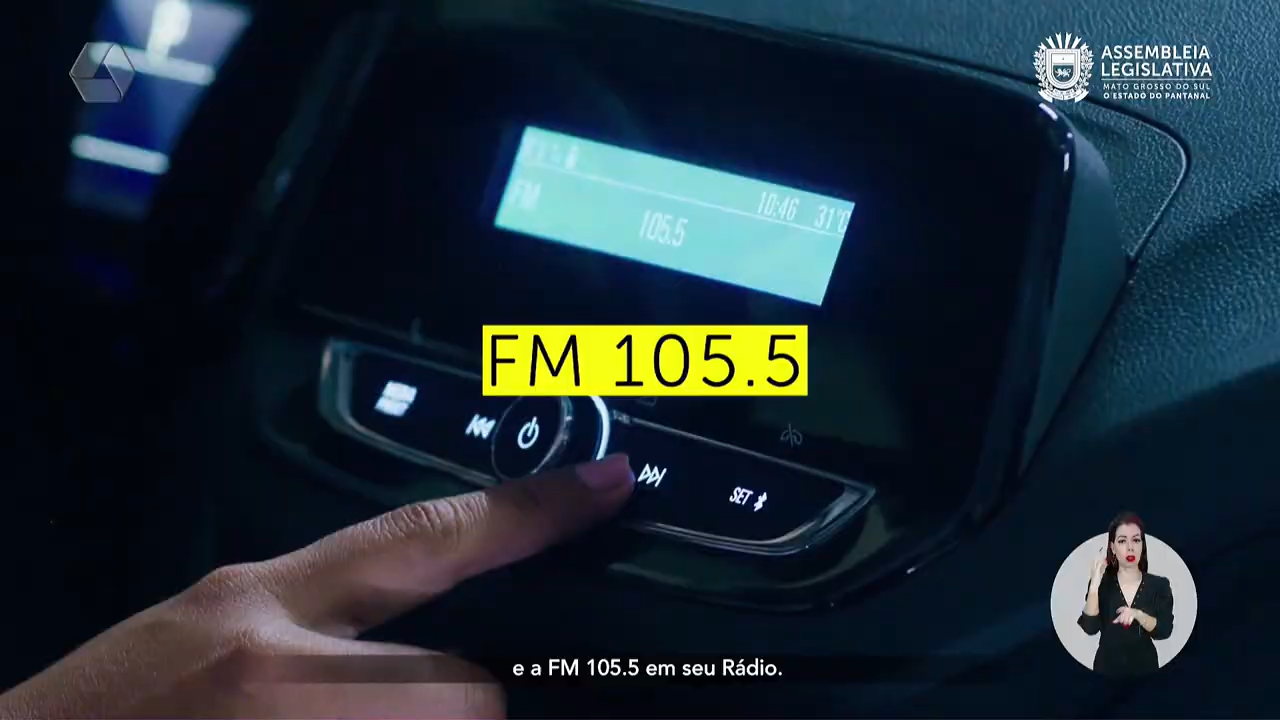 ASSEMBLEIA
LEGISLATIVA
MATO GROSSO DO SUL
O ESTADO DO PANTANAL
10:46 31°C
FM
105.5
FM 105.5
SET
e a FM 105.5 em seu Rádio.